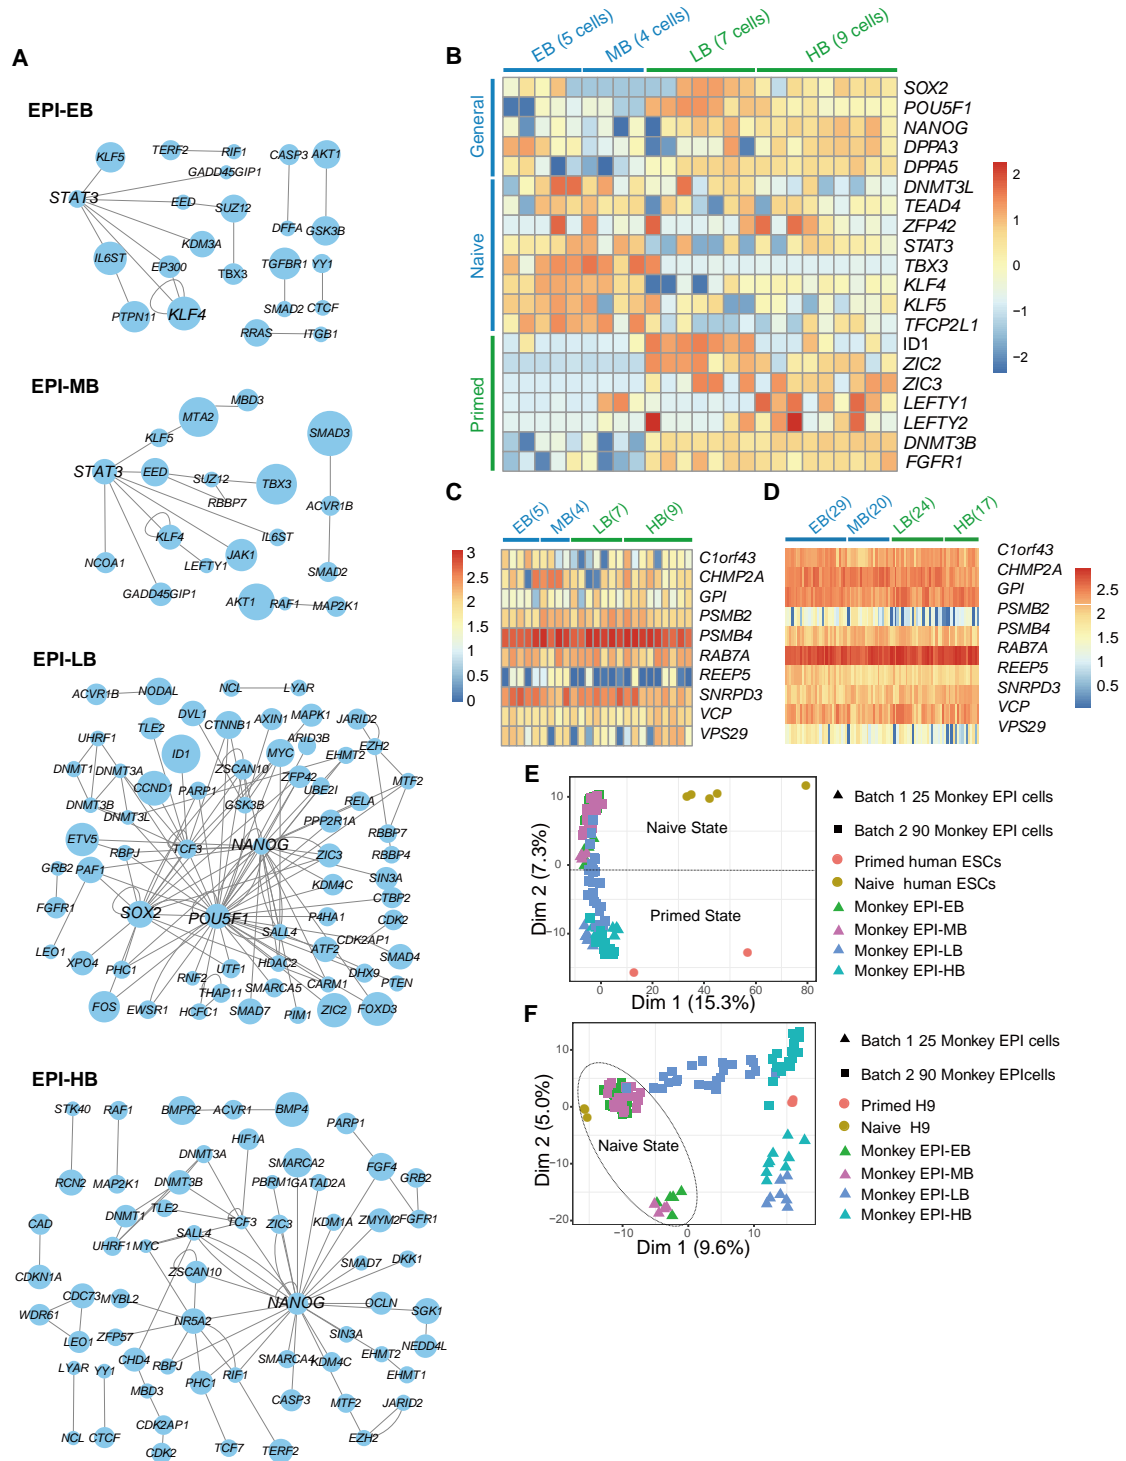 A
EPI-EB
KLF5
TERF2
RIF1
CASP3
AKT1
GADD45GIP1
STAT3
EED
SUZ12
DFFA
GSK3B
KDM3A
IL6ST
EP300
TBX3
TGFBR1
YY1
PTPN11
KLF4
SMAD2
CTCF
RRAS
ITGB1
EPI-MB
MBD3
MTA2
KLF5
SMAD3
STAT3
EED
SUZ12
TBX3
RBBP7
ACVR1B
KLF4
IL6ST
JAK1
NCOA1
LEFTY1
SMAD2
GADD45GIP1
AKT1
RAF1
MAP2K1
EPI-LB
ACVR1B
NODAL
NCL
LYAR
DVL1
CTNNB1
AXIN1
MAPK1
JARID2
TLE2
UHRF1
ID1
ARID3B
MYC
EHMT2
EZH2
DNMT1
DNMT3A
ZSCAN10
ZFP42
MTF2
CCND1
PARP1
UBE2I
DNMT3B
GSK3B
RELA
DNMT3L
PPP2R1A
ETV5
RBPJ
TCF3
NANOG
RBBP7
ZIC3
RBBP4
GRB2
PAF1
SIN3A
KDM4C
CTBP2
FGFR1
SOX2
POU5F1
P4HA1
CDK2
SALL4
CDK2AP1
LEO1
ATF2
XPO4
PHC1
UTF1
HDAC2
SMAD4
RNF2
DHX9
PTEN
THAP11
SMARCA5
CARM1
FOS
EWSR1
HCFC1
SMAD7
PIM1
ZIC2
FOXD3
EPI-HB
STK40
RAF1
BMPR2
ACVR1
BMP4
PARP1
HIF1A
DNMT3A
SMARCA2
FGF4
RCN2
MAP2K1
DNMT3B
PBRM1
GATAD2A
GRB2
TLE2
DNMT1
TCF3
ZIC3
KDM1A
ZMYM2
FGFR1
CAD
SALL4
UHRF1
MYC
SMAD7
DKK1
CDKN1A
ZSCAN10
CDC73
MYBL2
NANOG
OCLN
SGK1
WDR61
NR5A2
LEO1
ZFP57
SIN3A
NEDD4L
LYAR
YY1
CHD4
RBPJ
SMARCA4
KDM4C
EHMT2
PHC1
RIF1
EHMT1
MBD3
CASP3
MTF2
JARID2
CDK2AP1
NCL
CTCF
CDK2
TCF7
TERF2
EZH2
B
EB (5 cells)
MB (4 cells)
LB (7 cells)
HB (9 cells)
General
Naive
Primed
SOX2
POU5F1
NANOG
DPPA3
DPPA5
DNMT3L
TEAD4
ZFP42
STAT3
TBX3
KLF4
KLF5
TFCP2L1
ID1
ZIC2
ZIC3
LEFTY1
LEFTY2
DNMT3B
FGFR1
2
1
0
−1
−2
C
EB(5)
MB(4)
LB(7)
HB(9)
3
2.5
2
1.5
1
0.5
0
C1orf43
CHMP2A
GPI
PSMB2
PSMB4
RAB7A
REEP5
SNRPD3
VCP
VPS29
D
EB(29)
MB(20)
LB(24)
HB(17)
C1orf43
CHMP2A
GPI
PSMB2
PSMB4
RAB7A
REEP5
SNRPD3
VCP
VPS29
2.5
2
1.5
1
0.5
E
Dim 2 (7.3%)
10
0
−10
Naive State
Primed State
0
20
40
60
80
Dim 1 (15.3%)
Batch 1 25 Monkey EPI cells
Batch 2 90 Monkey EPI cells
Primed human ESCs
Naive human ESCs
Monkey EPI-EB
Monkey EPI-MB
Monkey EPI-LB
Monkey EPI-HB
F
Dim 2 (5.0%)
10
0
−10
−20
Naive State
−10
0
10
Dim 1 (9.6%)
Batch 1 25 Monkey EPI cells
Batch 2 90 Monkey EPIcells
Primed H9
Naive H9
Monkey EPI-EB
Monkey EPI-MB
Monkey EPI-LB
Monkey EPI-HB